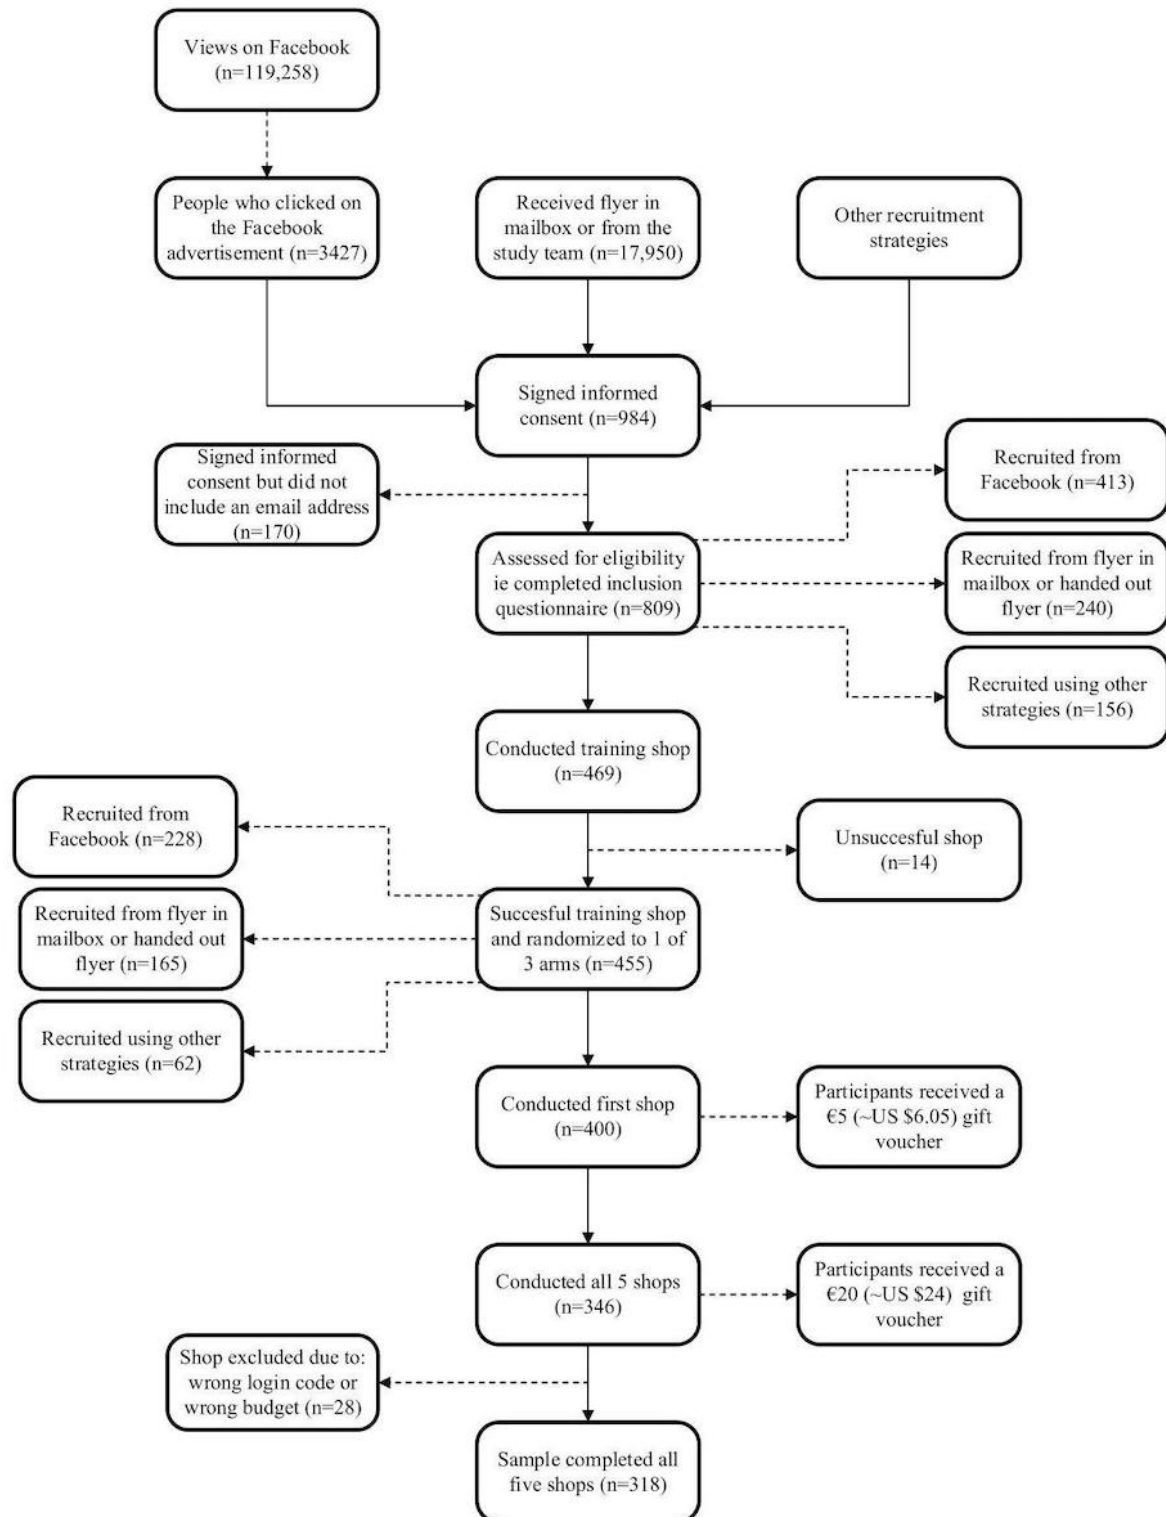 Views on Facebook
(n=119,258)
People who clicked on
the Facebook
advertisement (n=3427)
Received flyer in
mailbox or from the
study team (n=17,950)
Other recruitment
strategies
Signed informed
consent (n=984)
Signed informed
consent but did not
include an email address
(n=170)
Recruited from
Facebook (n=413)
Assessed for eligibility
ie completed inclusion
questionnaire (n=809)
Recruited from flyer in
mailbox or handed out
flyer (n=240)
Recruited using other
strategies (n=156)
Conducted training shop
(n=469)
Recruited from
Facebook (n=228)
Unsuccesful shop
(n=14)
Recruited from flyer in
mailbox or handed out
flyer (n=165)
Succesful training shop
and randomized to 1 of
3 arms (n=455)
Recruited using other
strategies (n=62)
Conducted first shop
(n=400)
Participants received a
€5 (~US $6.05) gift
voucher
Conducted all 5 shops
(n=346)
Participants received a
€20 (~US $24) gift
voucher
Shop excluded due to:
wrong login code or
wrong budget (n=28)
Sample completed all
five shops (n=318)